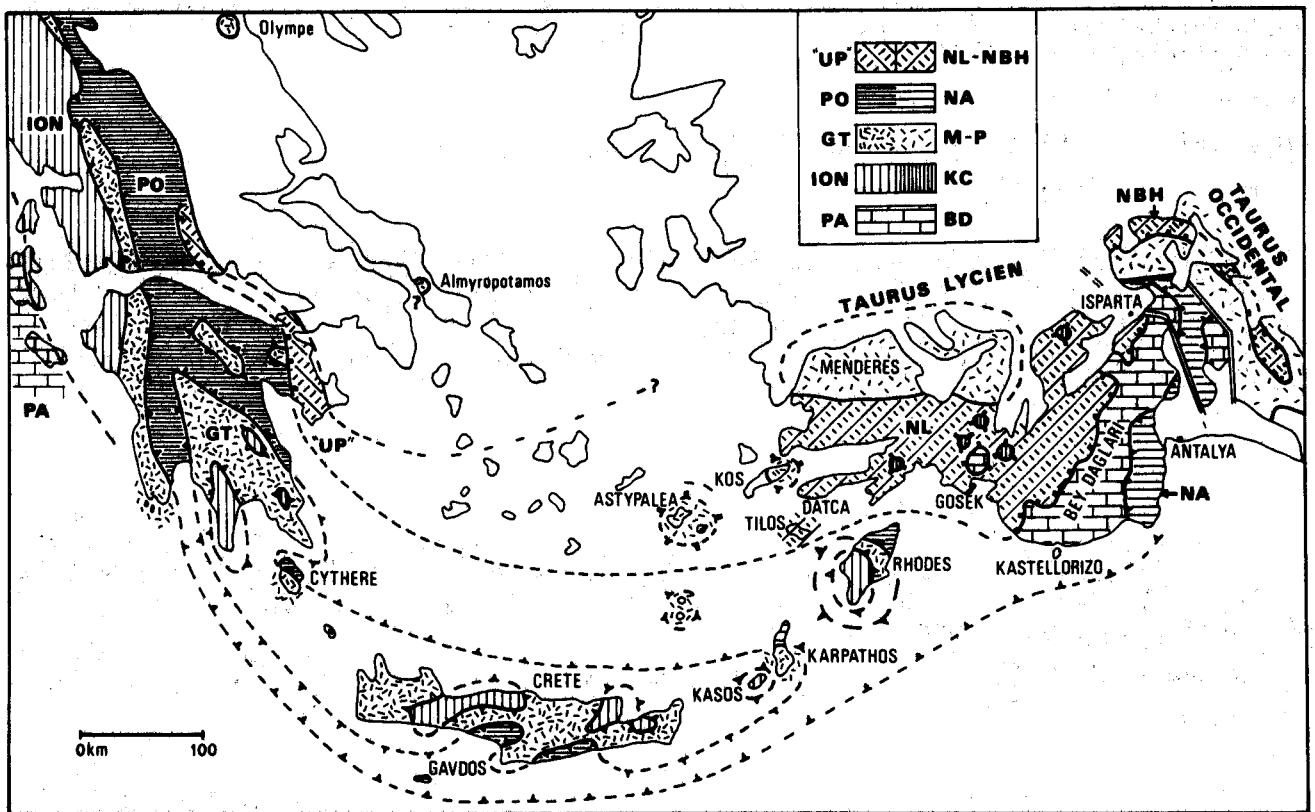 Olympe
"UP" NL-NBH
PO NA
GT M-P
ION KC
PA BD
ION
PO
NBH
TAURUS OCCIDENTAL
Almyropotamos
?
TAURUS LYCIEN
ISPARTA
MENDERES
?
PA
GT
"UP"
NL
BEY DAGLARI
ANTALYA
NA
KOS
ASTYPALEA
DATCA
GOSEK
TILOS
CYTHERE
RHODES
KASTELLORIZO
KARPATHOS
CRETE
KASOS
0km 100
GAVDOS